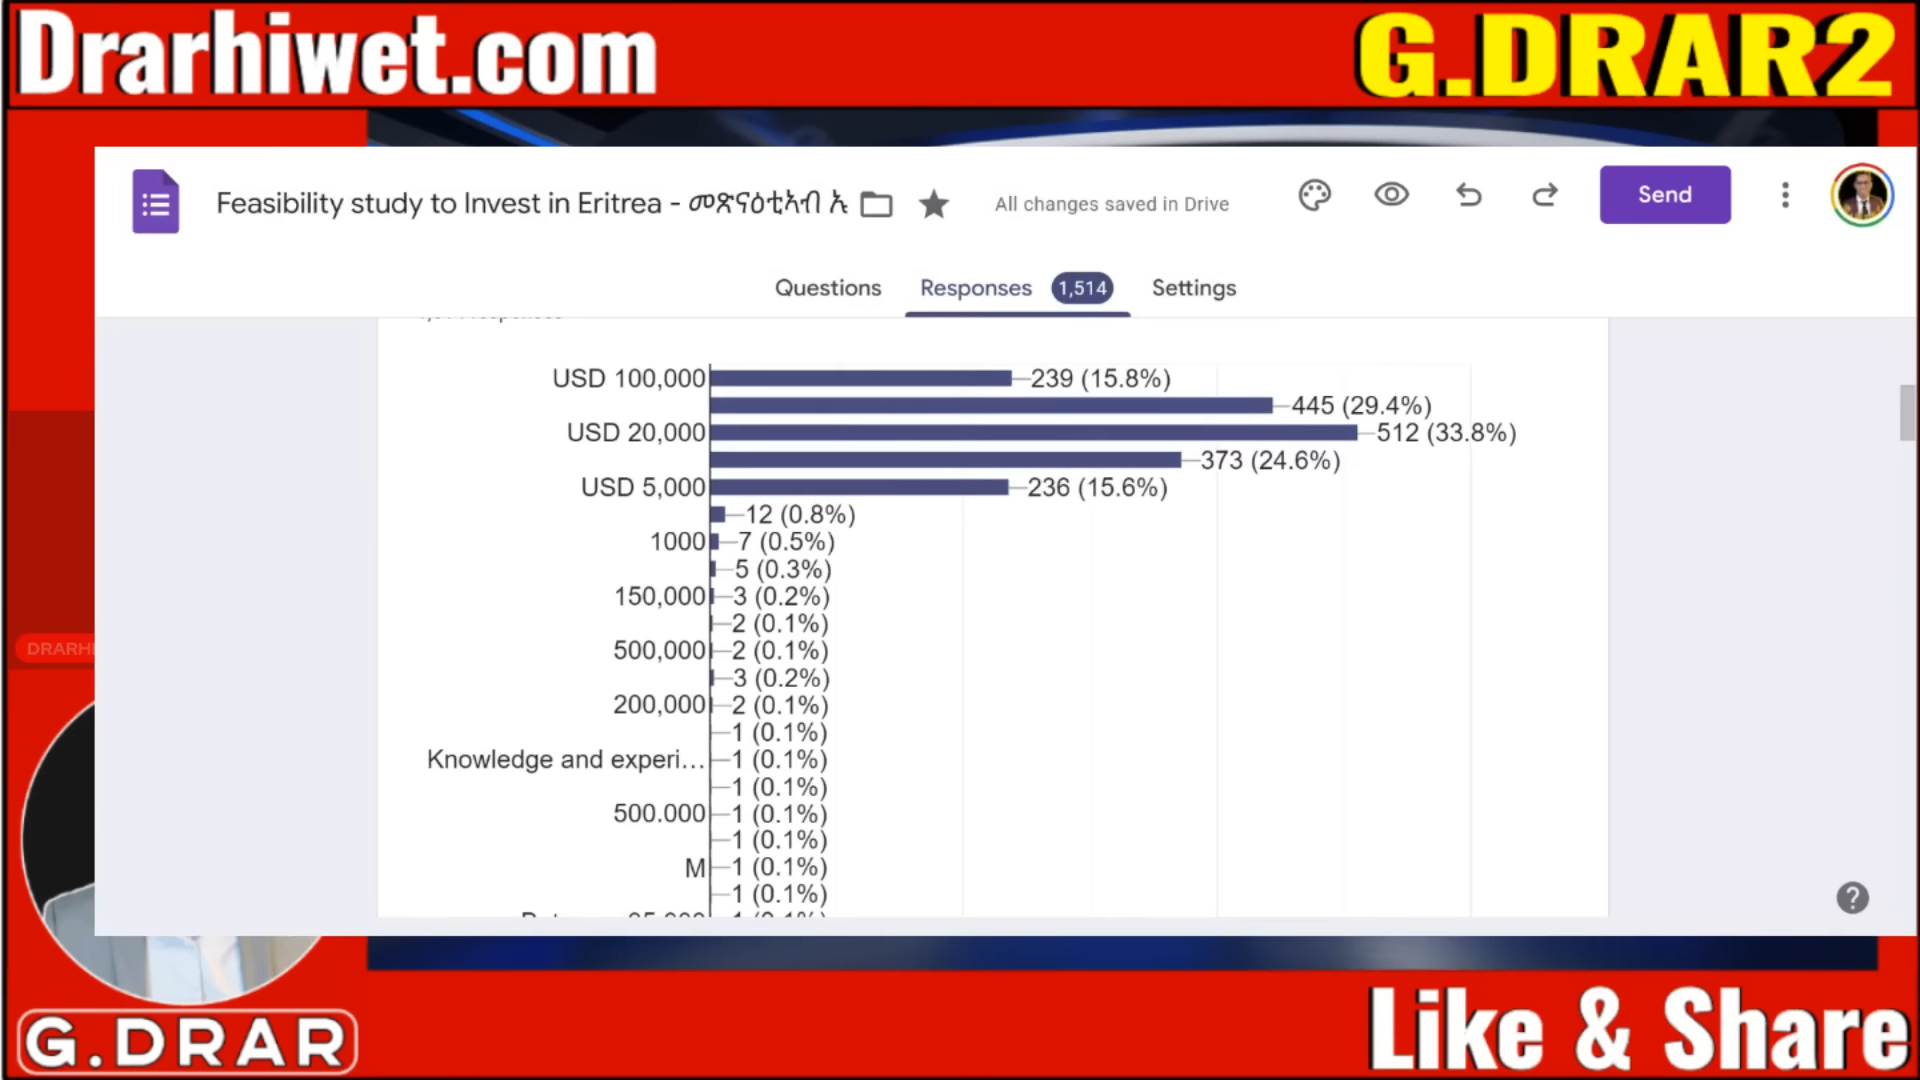 Drarhiwet.com
G.DRAR2
Feasibility study to Invest in Eritrea - መጽናዕቲኣብ ኤ
All changes saved in Drive
Send
Questions
Responses 1,514
Settings
USD 100,000 239 (15.8%)
445 (29.4%)
USD 20,000 512 (33.8%)
373 (24.6%)
USD 5,000 236 (15.6%)
12 (0.8%)
1000 7 (0.5%)
5 (0.3%)
150,000 3 (0.2%)
2 (0.1%)
500,000 2 (0.1%)
3 (0.2%)
200,000 2 (0.1%)
1 (0.1%)
Knowledge and experi... 1 (0.1%)
1 (0.1%)
500.000 1 (0.1%)
1 (0.1%)
M 1 (0.1%)
1 (0.1%)
DRARH
G.DRAR
Like & Share